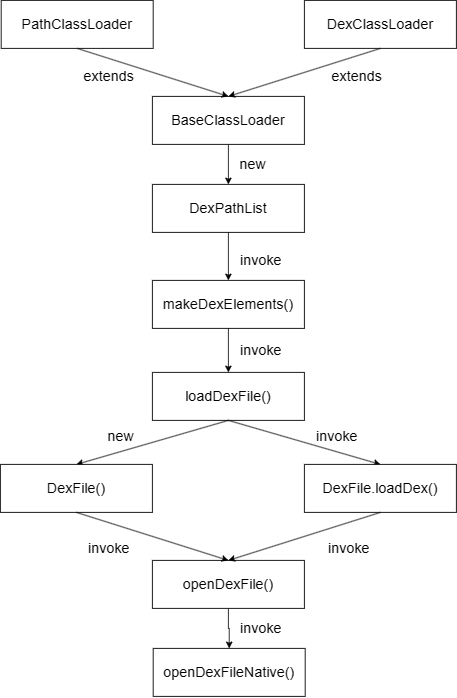 PathClassLoader
DexClassLoader
extends
extends
BaseClassLoader
new
DexPathList
invoke
makeDexElements()
invoke
loadDexFile()
new
invoke
DexFile()
DexFile.loadDex()
invoke
invoke
openDexFile()
invoke
openDexFileNative()